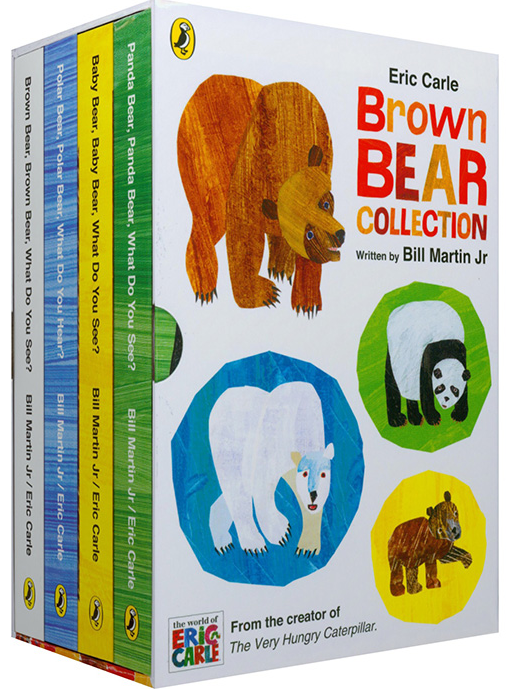 Brown Bear, Brown Bear, What Do You See? Bill Martin Jr / Eric Carle
Polar Bear, Polar Bear, What Do You Hear? Bill Martin Jr / Eric Carle
Baby Bear, Baby Bear, What Do You See? Bill Martin Jr / Eric Carle
Panda Bear, Panda Bear, What Do You See? Bill Martin Jr / Eric Carle
Eric Carle
Brown
BEAR
COLLECTION
Written by Bill Martin Jr
the world of
ERIC
CARLE
From the creator of
The Very Hungry Caterpillar.